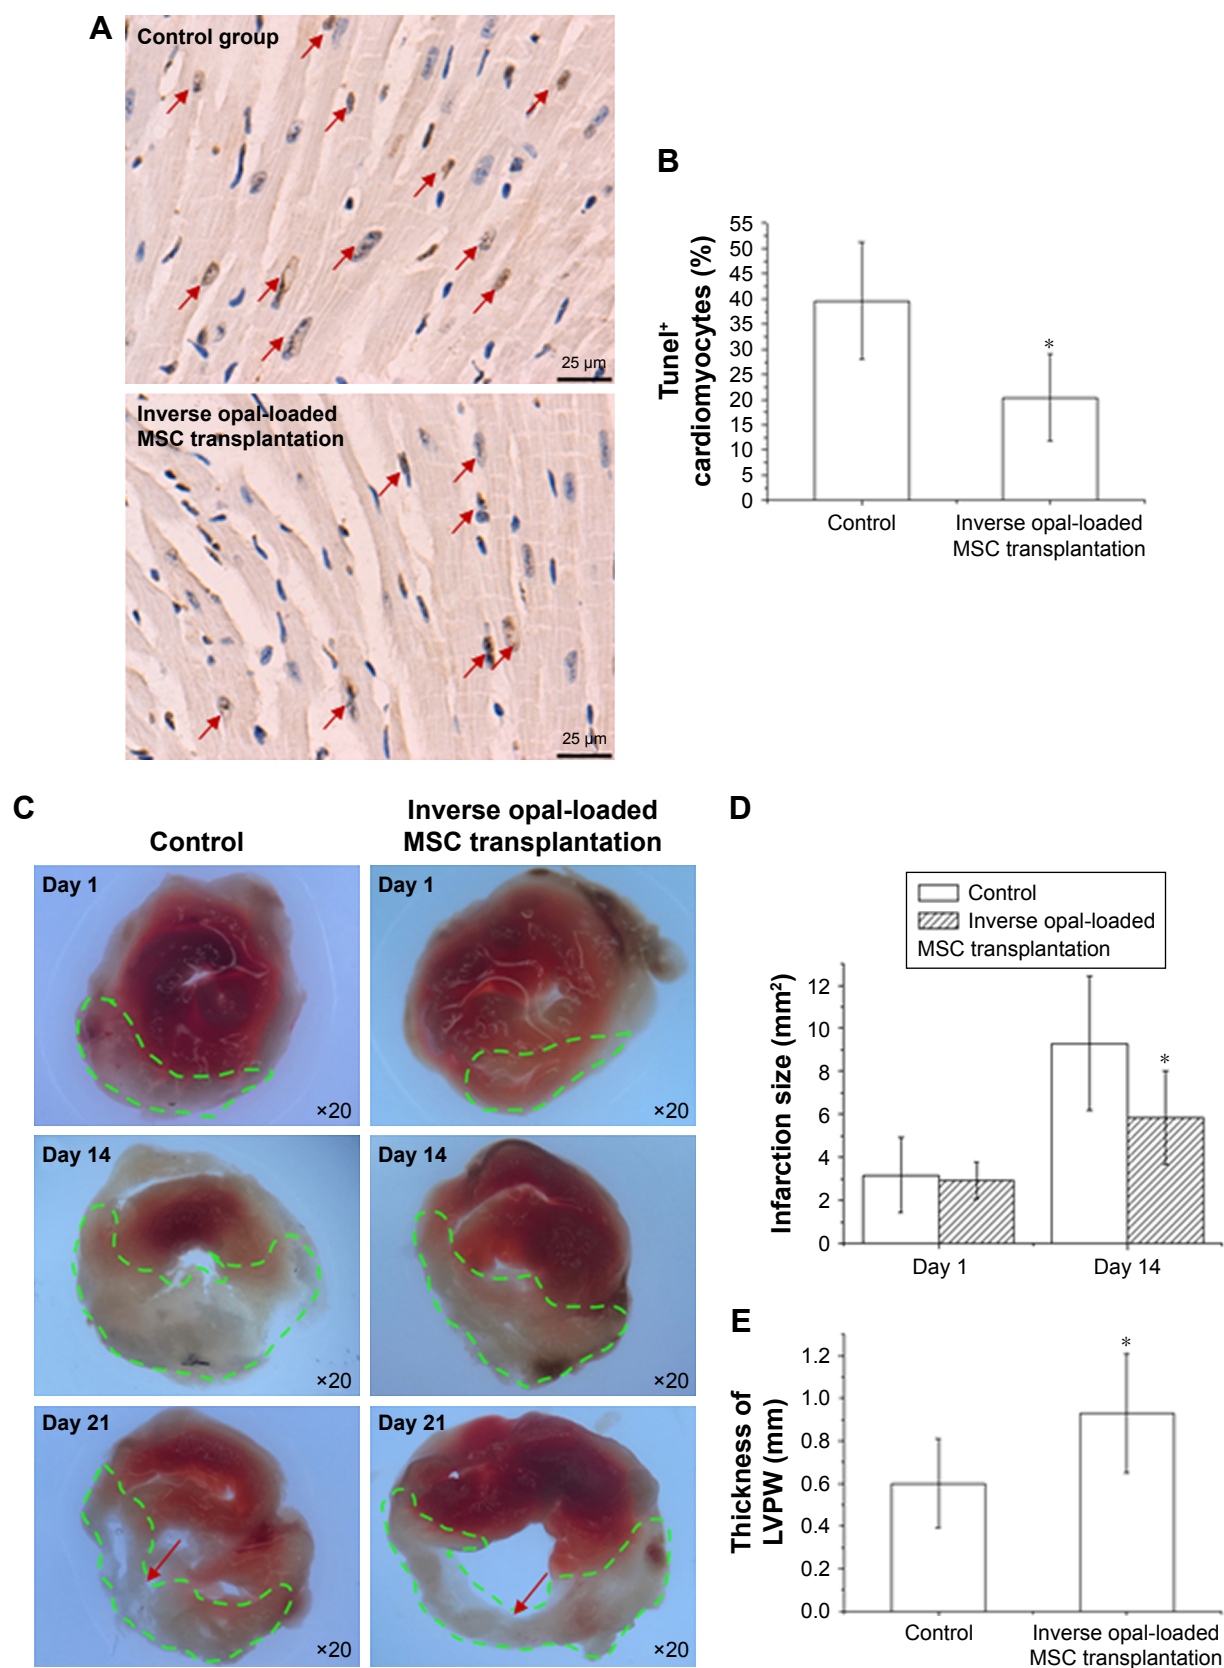 A
Control group
25 µm
Inverse opal-loaded
MSC transplantation
25 µm
B
Tunel+
cardiomyocytes (%)
55
50
45
40
35
30
25
20
15
10
5
0
*
Control
Inverse opal-loaded
MSC transplantation
C
Control
Inverse opal-loaded
MSC transplantation
Day 1
×20
Day 1
×20
Day 14
×20
Day 14
×20
Day 21
×20
Day 21
×20
D
Control
Inverse opal-loaded
MSC transplantation
Infarction size (mm²)
12
10
8
6
4
2
0
*
Day 1
Day 14
E
Thickness of
LVPW (mm)
1.2
1.0
0.8
0.6
0.4
0.2
0.0
*
Control
Inverse opal-loaded
MSC transplantation